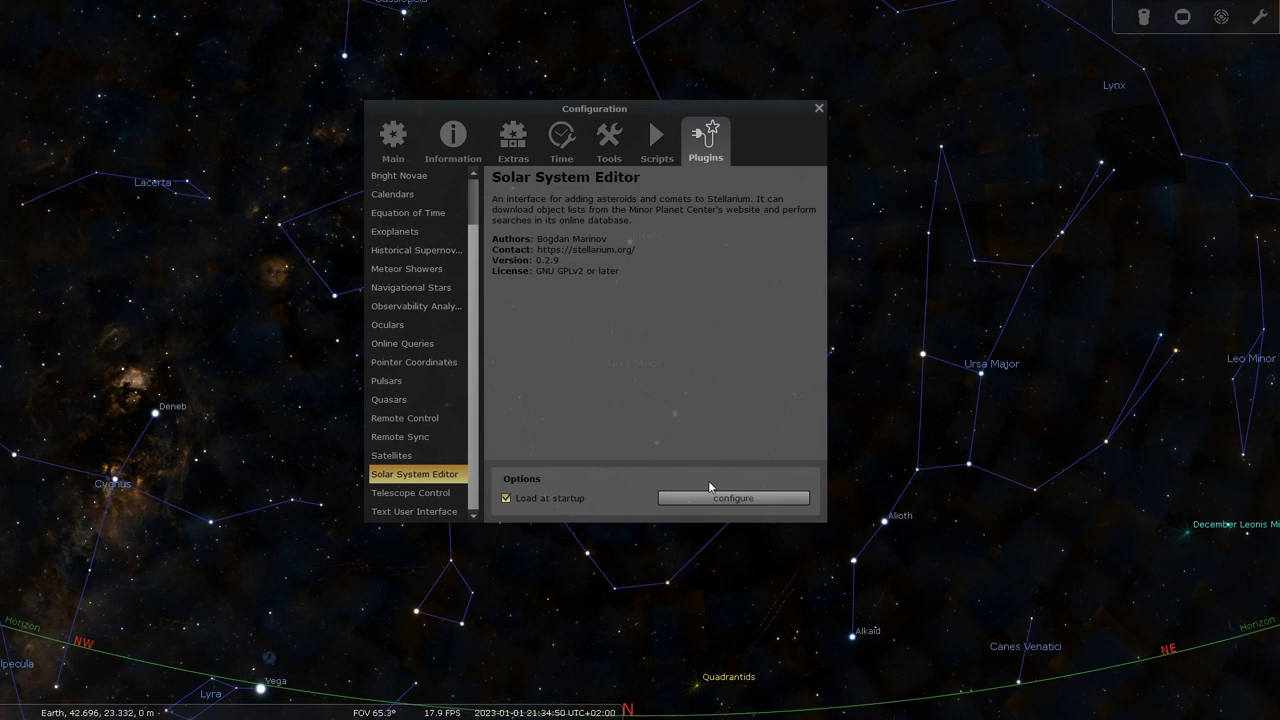 Cassiopeia
Lynx
Lacerta
Configuration
Main
Information
Extras
Time
Tools
Scripts
Plugins
Bright Novae
Calendars
Equation of Time
Exoplanets
Historical Supernov...
Meteor Showers
Navigational Stars
Observability Analy...
Oculars
Online Queries
Pointer Coordinates
Pulsars
Quasars
Remote Control
Remote Sync
Satellites
Solar System Editor
Telescope Control
Text User Interface
Solar System Editor
An interface for adding asteroids and comets to Stellarium. It can
download object lists from the Minor Planet Center's website and perform
searches in its online database.
Authors: Bogdan Marinov
Contact: https://stellarium.org/
Version: 0.2.9
License: GNU GPLv2 or later
Polaris
Ursa Minor
Options
Load at startup
configure
Leo Minor
Ursa Major
Deneb
Cygnus
Alioth
December Leonis Mi
Horizon
Horizon
Alkaid
NW
NE
Canes Venatici
lpecula
Quadrantids
Vega
Lyra
N
Earth, 42.696, 23.332, 0 m
FOV 65.3°
17.9 FPS
2023-01-01 21:34:50 UTC+02:00